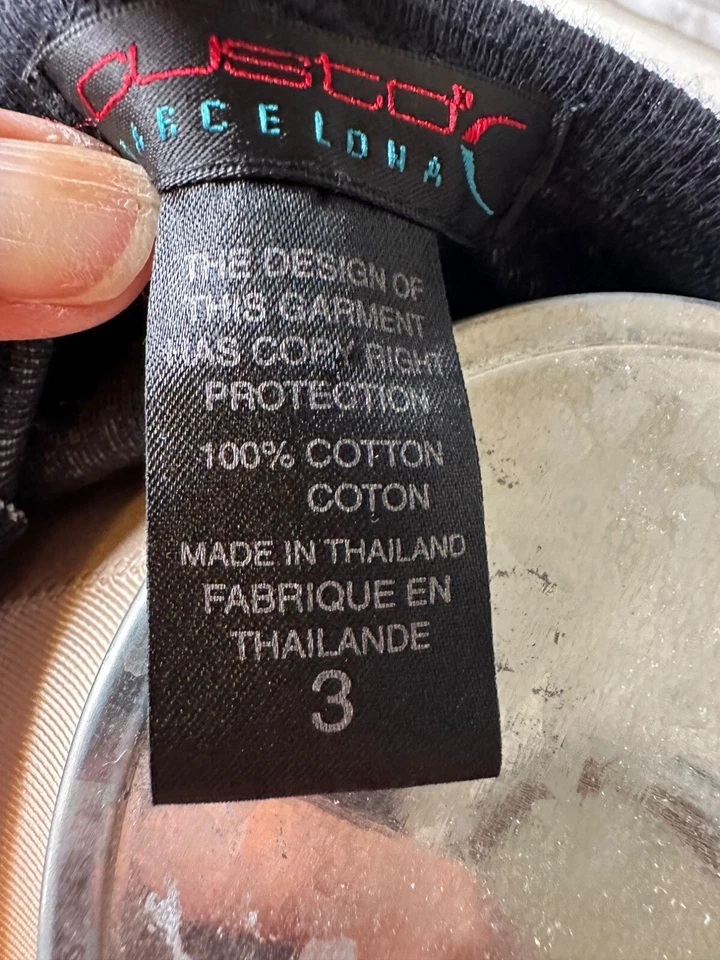 custo
BARCELONA
THE DESIGN OF
THIS GARMENT
HAS COPY RIGHT
PROTECTION
100% COTTON
COTON
MADE IN THAILAND
FABRIQUE EN
THAILANDE
3